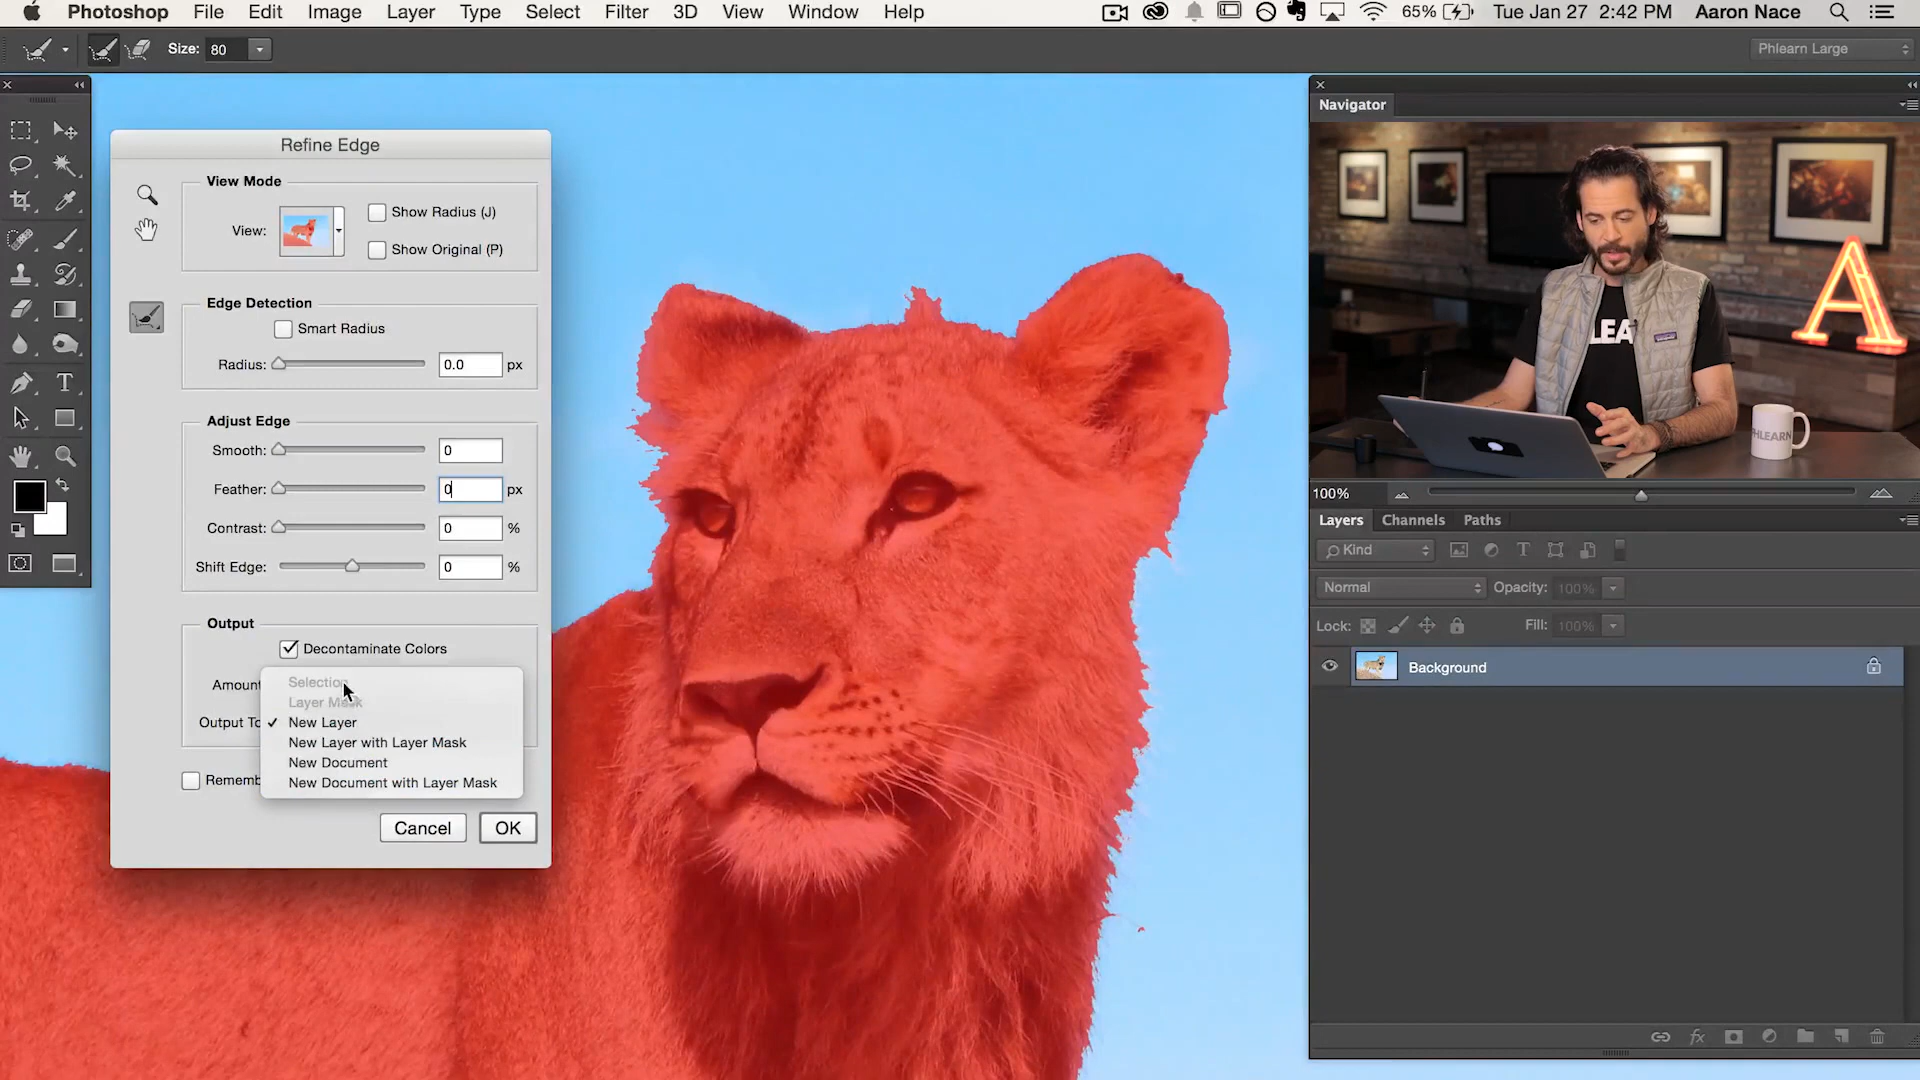 Photoshop File Edit Image Layer Type Select Filter 3D View Window Help 65% Tue Jan 27 2:42 PM Aaron Nace
Size: 80 Phlearn Large
Refine Edge
View Mode
View:
Show Radius (J)
Show Original (P)
Edge Detection
Smart Radius
Radius: 0.0 px
Adjust Edge
Smooth: 0
Feather: 0 px
Contrast: 0 %
Shift Edge: 0 %
Output
Decontaminate Colors
Amount
Selection
Layer Mask
Output To ✓ New Layer
New Layer with Layer Mask
New Document
Rememb
New Document with Layer Mask
Cancel OK
Navigator
LEA
A
PHLEARN
100%
Layers Channels Paths
Kind
Normal Opacity: 100%
Lock: Fill: 100%
Background
fx